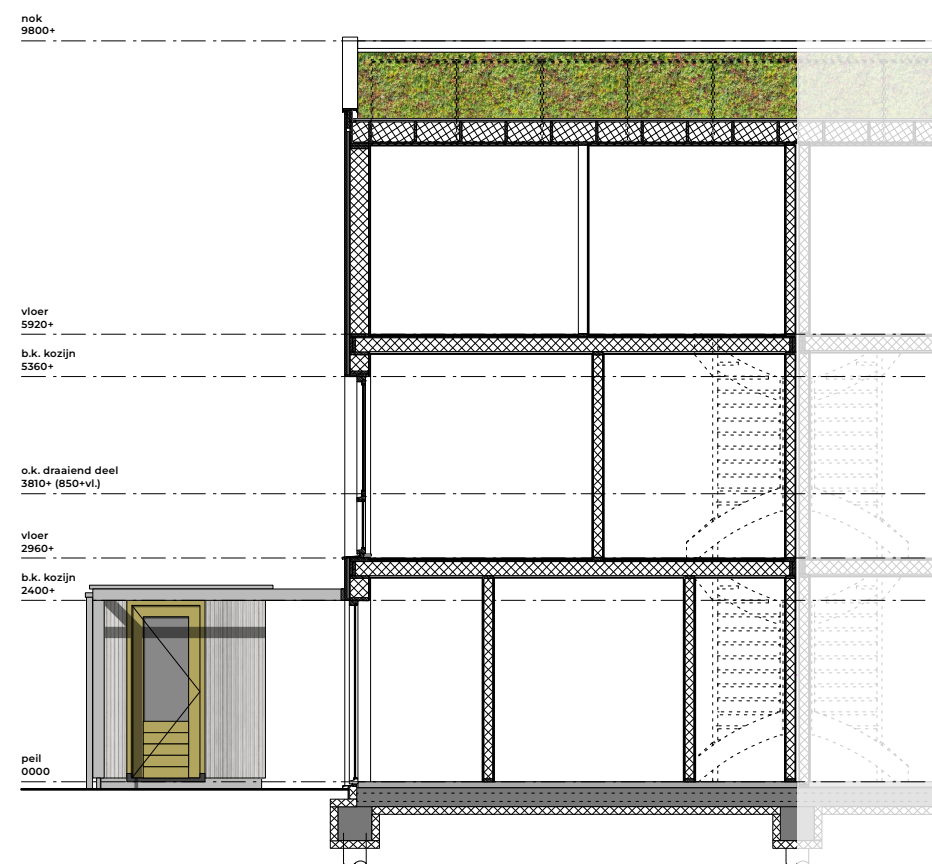 nok
9800+
vloer
5920+
b.k. kozijn
5360+
o.k. draaiend deel
3810+ (850+vl.)
vloer
2960+
b.k. kozijn
2400+
peil
0000